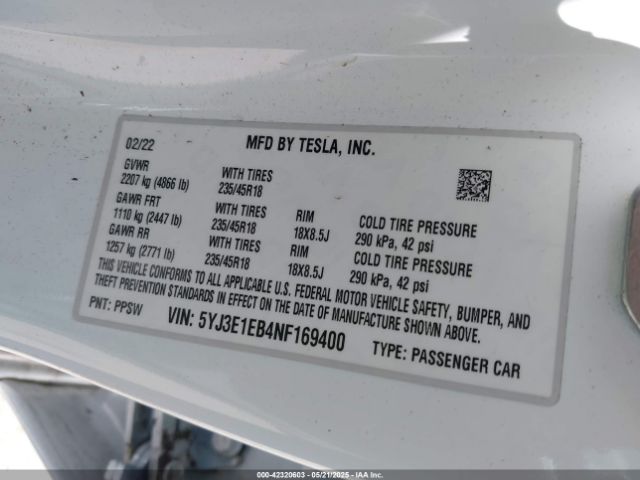 02/22 MFD BY TESLA, INC.
GVWR WITH TIRES
2207 kg (4866 lb) 235/45R18
GAWR FRT WITH TIRES RIM COLD TIRE PRESSURE
1110 kg (2447 lb) 235/45R18 18X8.5J 290 kPa, 42 psi
GAWR RR WITH TIRES RIM COLD TIRE PRESSURE
1257 kg (2771 lb) 235/45R18 18X8.5J 290 kPa, 42 psi
THIS VEHICLE CONFORMS TO ALL APPLICABLE U.S. FEDERAL MOTOR VEHICLE SAFETY, BUMPER, AND
THEFT PREVENTION STANDARDS IN EFFECT ON THE DATE OF MANUFACTURE SHOWN ABOVE.
PNT: PPSW VIN: 5YJ3E1EB4NF169400 TYPE: PASSENGER CAR
000-42320603 - 05/21/2025 - IAAI Copart